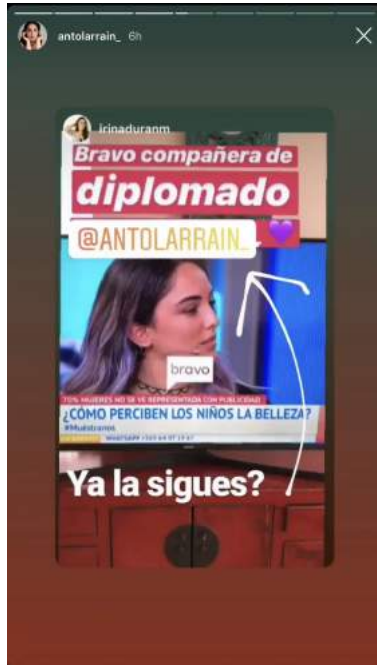 antolarrain_ 6h
irinaduranm
Bravo compañera de
diplomado
@ANTOLARRAIN_
bravo
70% MUJERES NO SE VE REPRESENTADA CON PUBLICIDAD
¿CÓMO PERCIBEN LOS NIÑOS LA BELLEZA?
#Muéstranos
Ya la sigues?